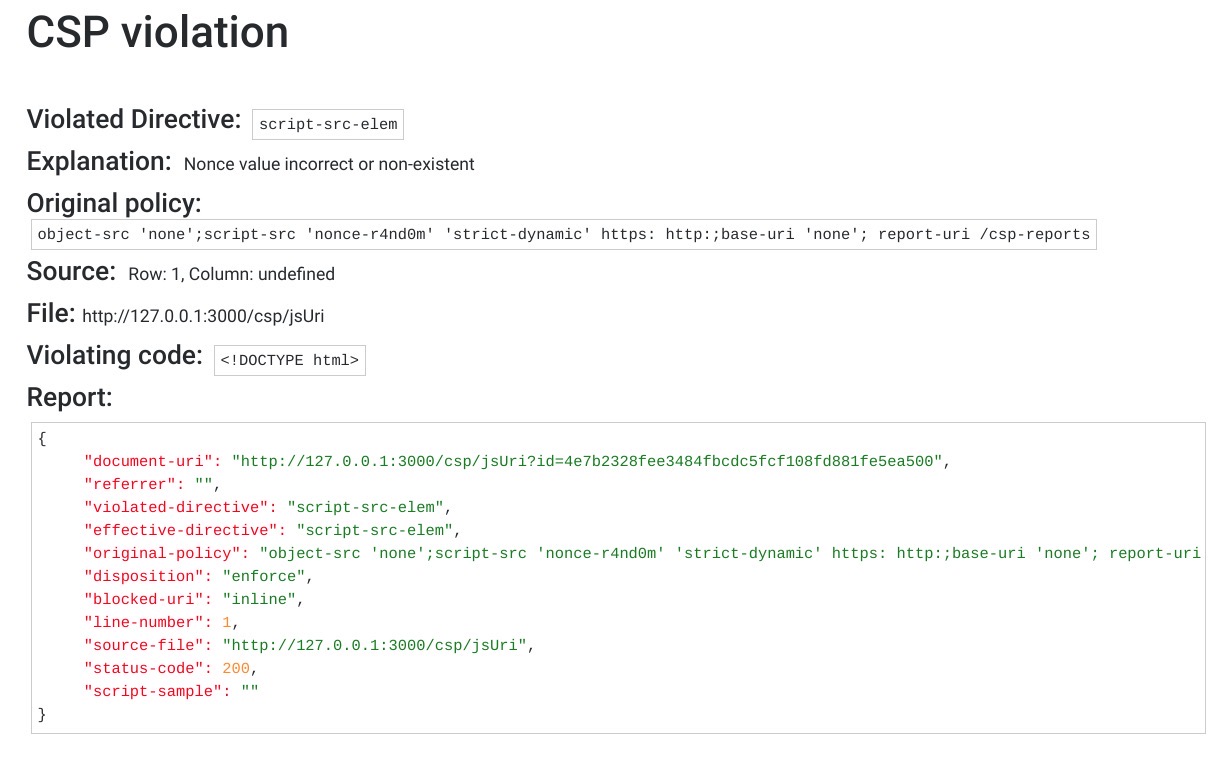 CSP violation
Violated Directive: script-src-elem
Explanation: Nonce value incorrect or non-existent
Original policy:
object-src 'none';script-src 'nonce-r4nd0m' 'strict-dynamic' https: http:;base-uri 'none'; report-uri /csp-reports
Source: Row: 1, Column: undefined
File: http://127.0.0.1:3000/csp/jsUri
Violating code: <!DOCTYPE html>
Report:
{
"document-uri": "http://127.0.0.1:3000/csp/jsUri?id=4e7b2328fee3484fbcdc5fcf108fd881fe5ea500",
"referrer": "",
"violated-directive": "script-src-elem",
"effective-directive": "script-src-elem",
"original-policy": "object-src 'none';script-src 'nonce-r4nd0m' 'strict-dynamic' https: http:;base-uri 'none'; report-uri
"disposition": "enforce",
"blocked-uri": "inline",
"line-number": 1,
"source-file": "http://127.0.0.1:3000/csp/jsUri",
"status-code": 200,
"script-sample": ""
}